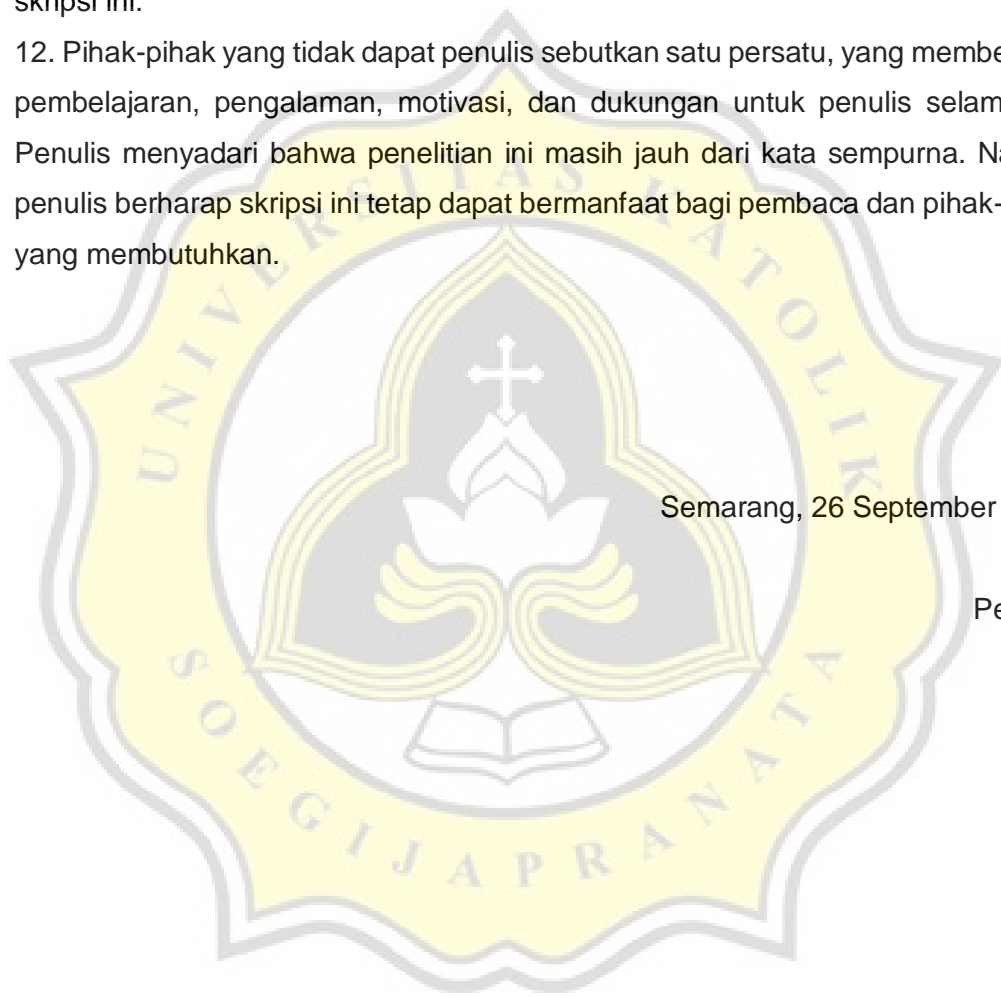 skripsi ini.
12. Pihak-pihak yang tidak dapat penulis sebutkan satu persatu, yang membe
pembelajaran, pengalaman, motivasi, dan dukungan untuk penulis selam
Penulis menyadari bahwa penelitian ini masih jauh dari kata sempurna. Na
penulis berharap skripsi ini tetap dapat bermanfaat bagi pembaca dan pihak-
yang membutuhkan.
UNIVERSITAS KATOLIK
Semarang, 26 September
Pe
SOEGIJAPRANATA